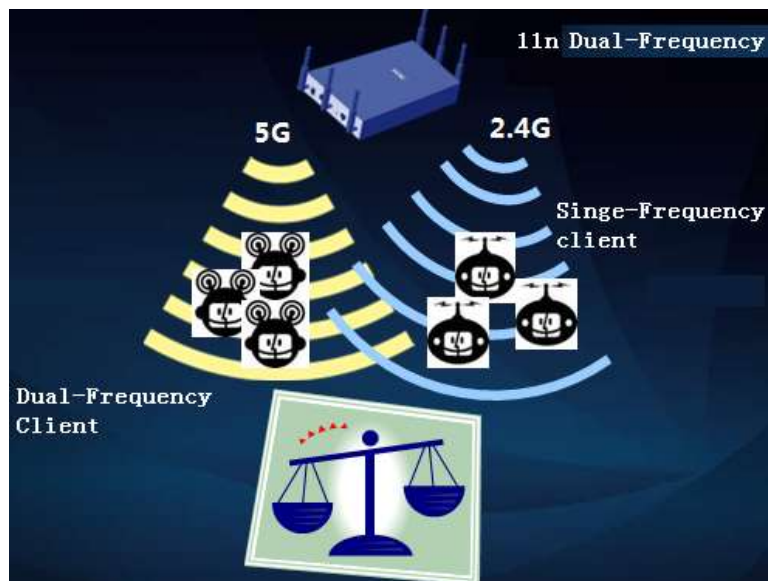 11n Dual-Frequency
5G
2.4G
Singe-Frequency
client
Dual-Frequency
Client